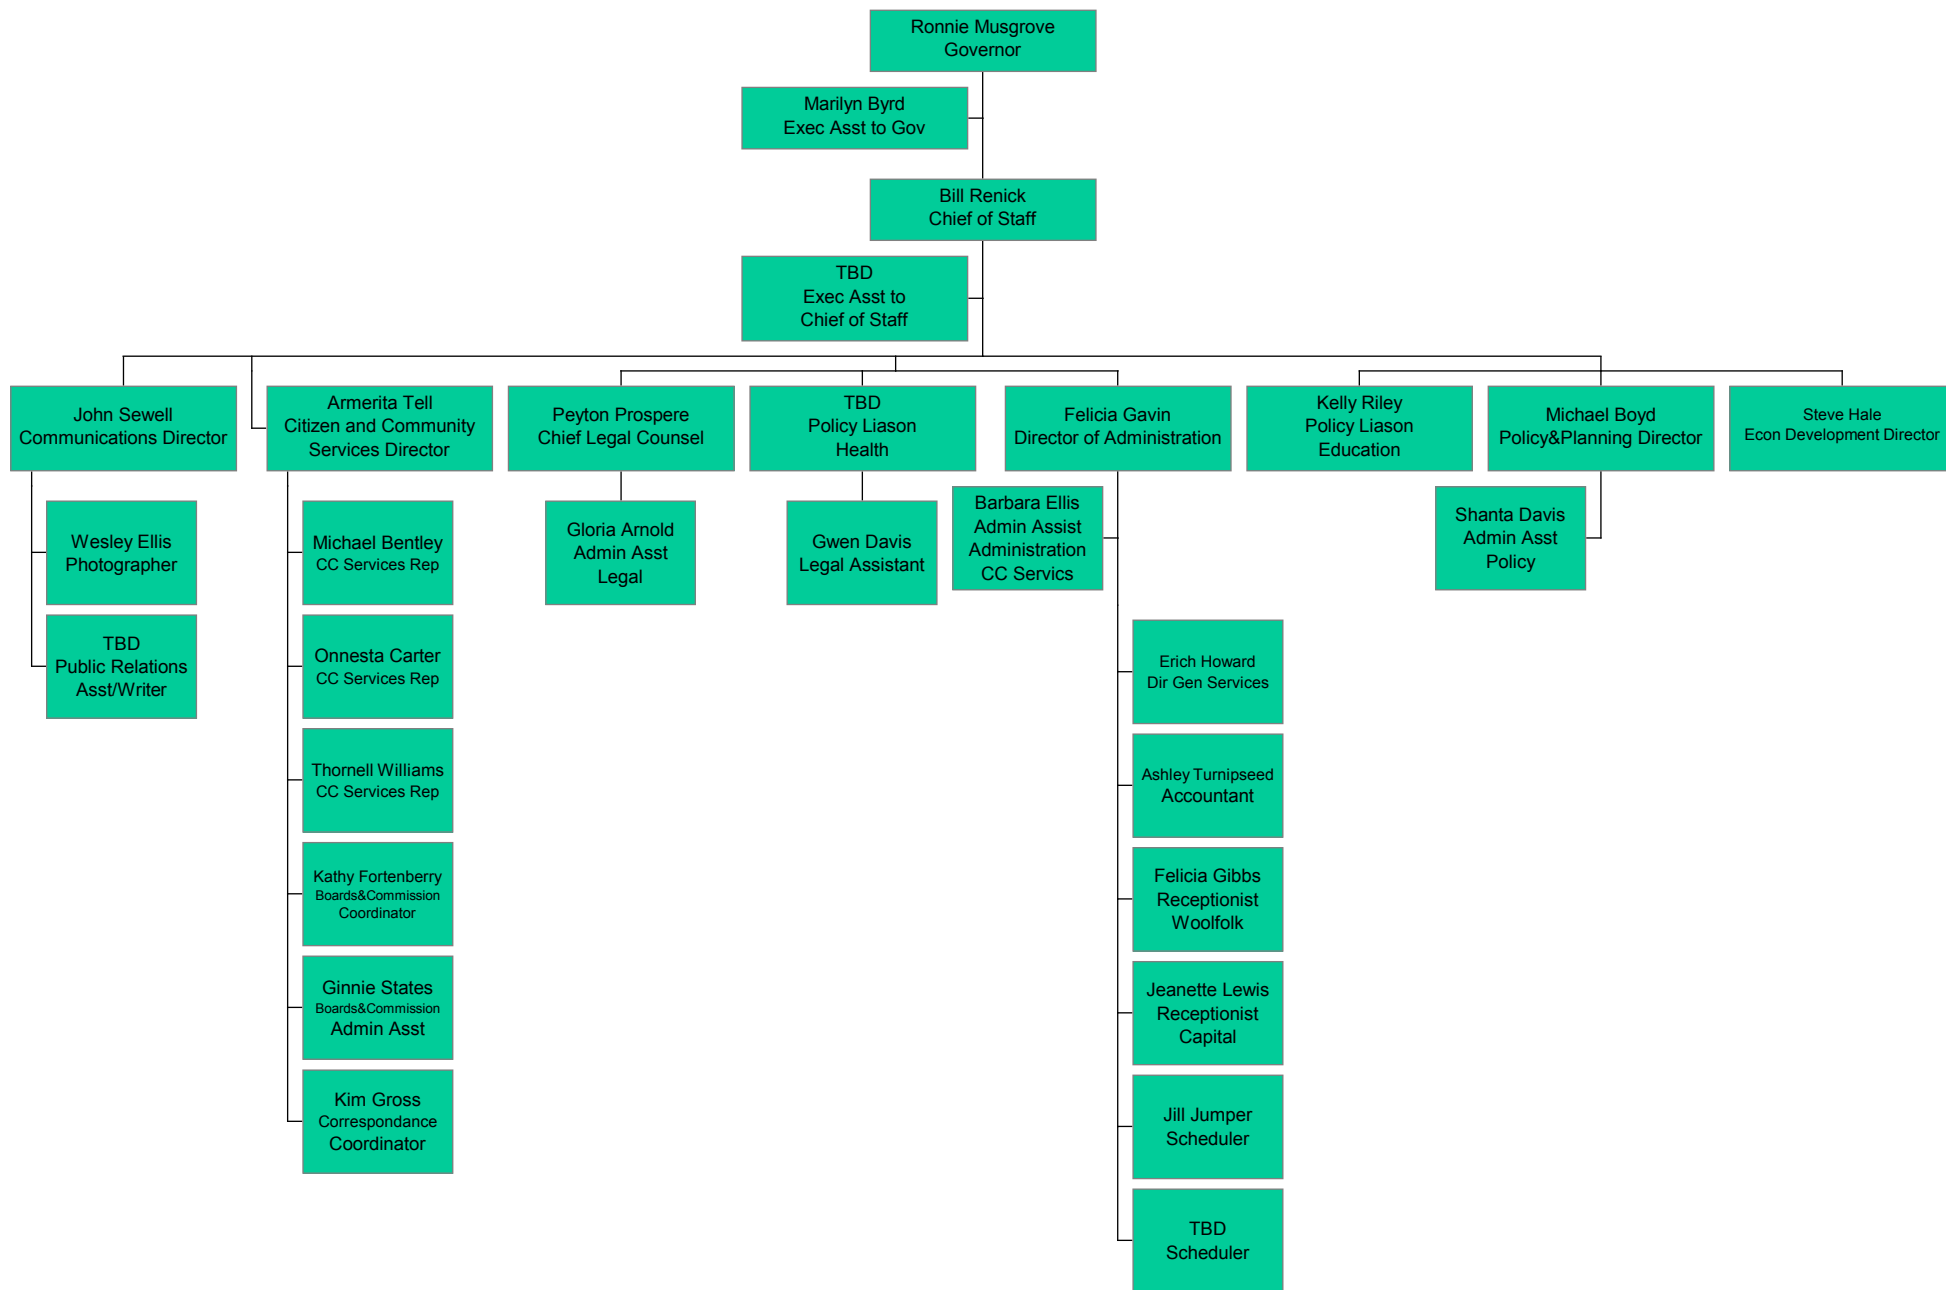 Ronnie Musgrove
Governor
Marilyn Byrd
Exec Asst to Gov
Bill Renick
Chief of Staff
TBD
Exec Asst to
Chief of Staff
John Sewell
Communications Director
Armerita Tell
Citizen and Community
Services Director
Peyton Prospere
Chief Legal Counsel
TBD
Policy Liason
Health
Felicia Gavin
Director of Administration
Kelly Riley
Policy Liason
Education
Michael Boyd
Policy&Planning Director
Steve Hale
Econ Development Director
Wesley Ellis
Photographer
TBD
Public Relations
Asst/Writer
Michael Bentley
CC Services Rep
Onnesta Carter
CC Services Rep
Thornell Williams
CC Services Rep
Kathy Fortenberry
Boards&Commission
Coordinator
Ginnie States
Boards&Commission
Admin Asst
Kim Gross
Correspondance
Coordinator
Gloria Arnold
Admin Asst
Legal
Gwen Davis
Legal Assistant
Barbara Ellis
Admin Assist
Administration
CC Servics
Erich Howard
Dir Gen Services
Ashley Turnipseed
Accountant
Felicia Gibbs
Receptionist
Woolfolk
Jeanette Lewis
Receptionist
Capital
Jill Jumper
Scheduler
TBD
Scheduler
Shanta Davis
Admin Asst
Policy